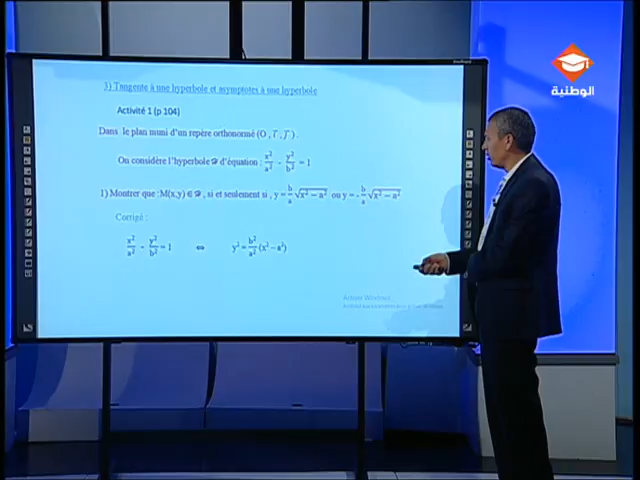 الوطنية
3) Tangente à une hyperbole et asymptotes à une hyperbole
Activité 1 (p 104)
Dans le plan muni d'un repère orthonormé (O , i⃗ , j⃗ ) .
On considère l'hyperbole ℋ d'équation : x²/a² - y²/b² = 1
1) Montrer que : M(x,y) ∈ ℋ , si et seulement si , y = b/a √(x² − a²) ou y = - b/a √(x² − a²)
Corrigé :
x²/a² - y²/b² = 1 ⇔ y² = b²/a² (x² − a²)
Activer Windows